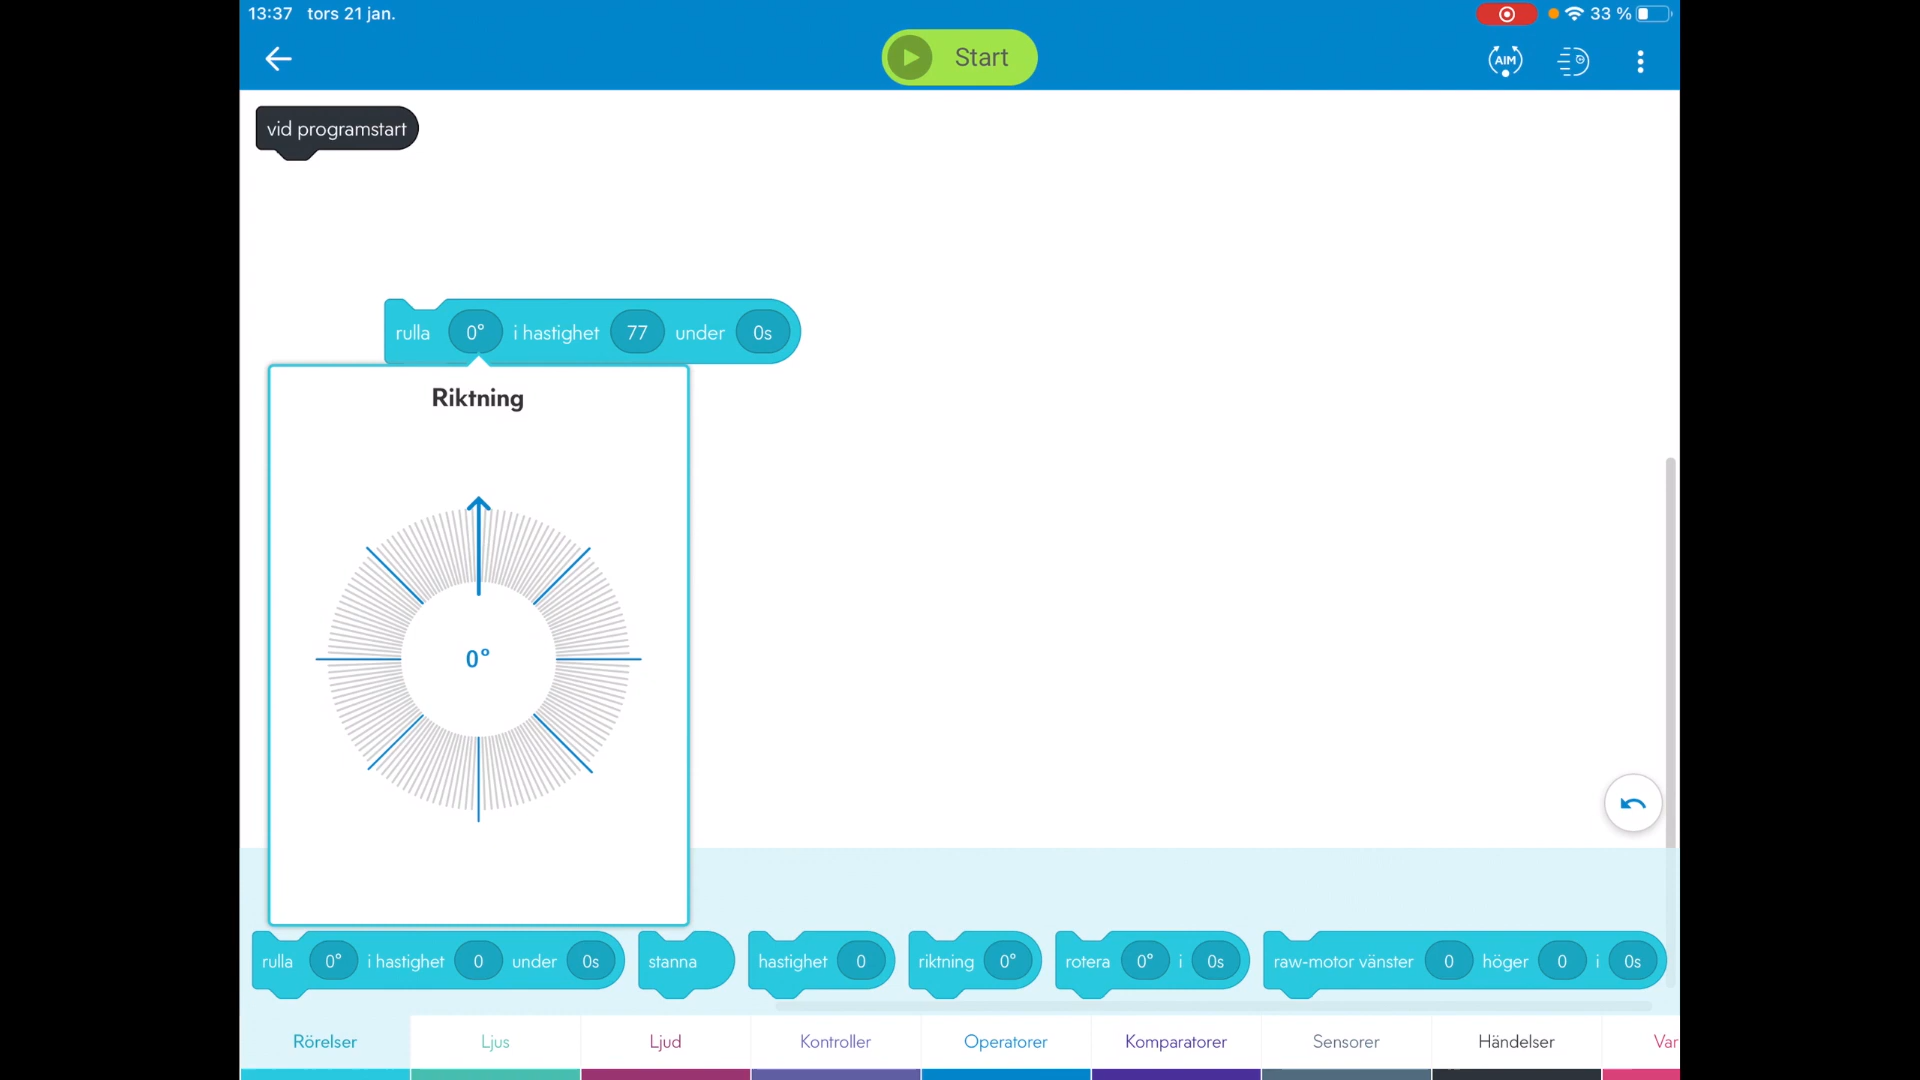 13:37 tors 21 jan.
33 %
Start
AIM
vid programstart
rulla 0° i hastighet 77 under 0s
Riktning
0°
rulla 0° i hastighet 0 under 0s
stanna
hastighet 0
riktning 0°
rotera 0° i 0s
raw-motor vänster 0 höger 0 i 0s
Rörelser
Ljus
Ljud
Kontroller
Operatorer
Komparatorer
Sensorer
Händelser
Var